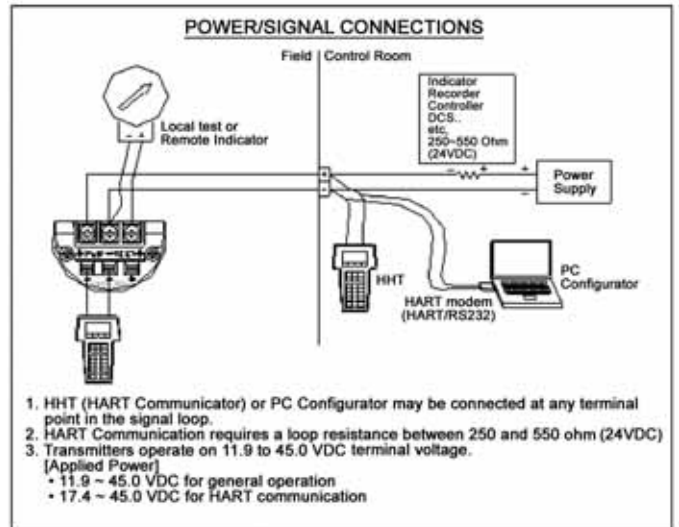 POWER/SIGNAL CONNECTIONS
Field | Control Room
Local test or
Remote Indicator
Indicator
Recorder
Controller
DCS..
etc,
250~550 Ohm
(24VDC)
Power
Supply
HHT
HART modem
(HART/RS232)
PC
Configurator
1. HHT (HART Communicator) or PC Configurator may be connected at any terminal
point in the signal loop.
2. HART Communication requires a loop resistance between 250 and 550 ohm (24VDC)
3. Transmitters operate on 11.9 to 45.0 VDC terminal voltage.
[Applied Power]
• 11.9 ~ 45.0 VDC for general operation
• 17.4 ~ 45.0 VDC for HART communication